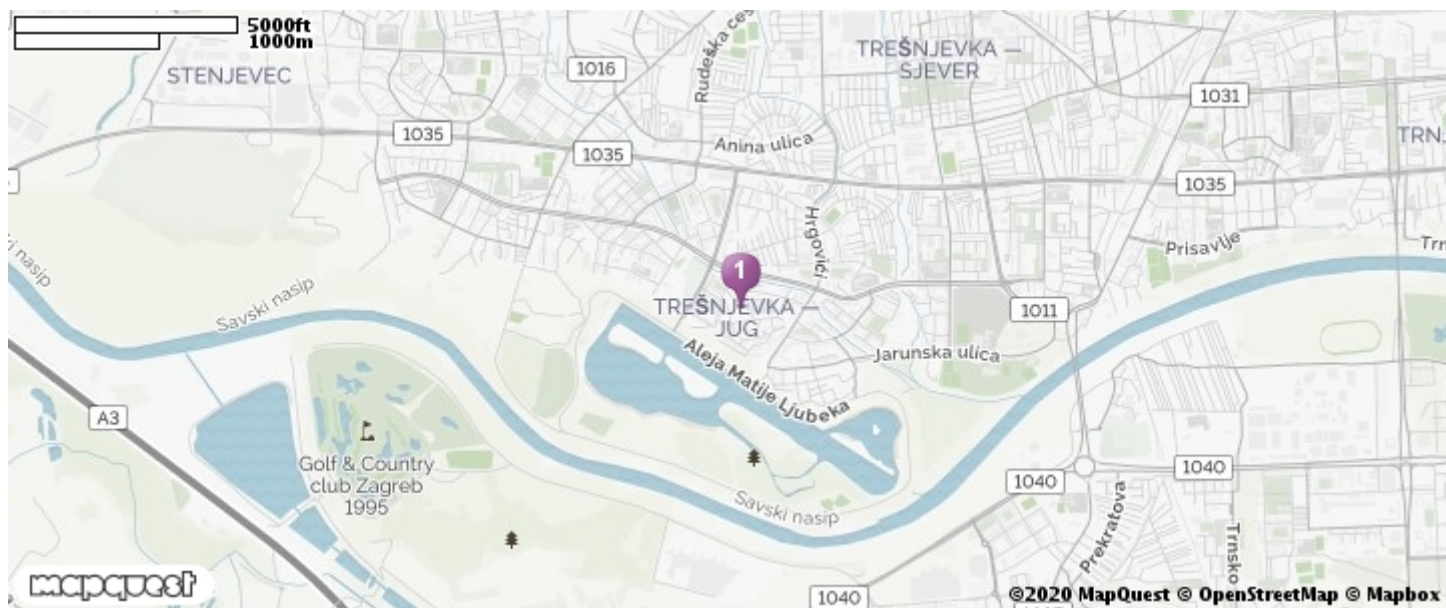 5000ft
1000m
STENJEVEC
1016
Rudeška
TREŠNJEVKA —
SJEVER
1031
1035
1035
Anina ulica
1035
Hrgovići
Prisavlje
1
TREŠNJEVKA —
JUG
Savski nasip
1011
Jarunska ulica
Aleja Matije Ljubeka
A3
Golf & Country
club Zagreb
1995
Savski nasip
1040
1040
Prekratova
Trnsko
1040
mapquest
©2020 MapQuest © OpenStreetMap © Mapbox